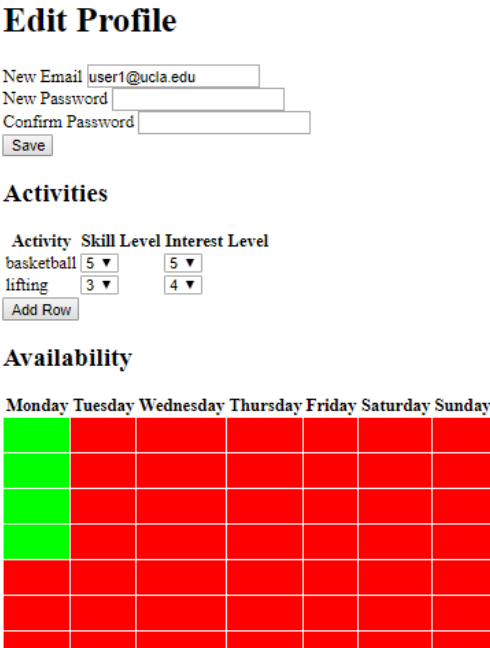 Edit Profile
New Email user1@ucla.edu
New Password
Confirm Password
Save
Activities
Activity Skill Level Interest Level
basketball 5 ▼ 5 ▼
lifting 3 ▼ 4 ▼
Add Row
Availability
Monday Tuesday Wednesday Thursday Friday Saturday Sunday